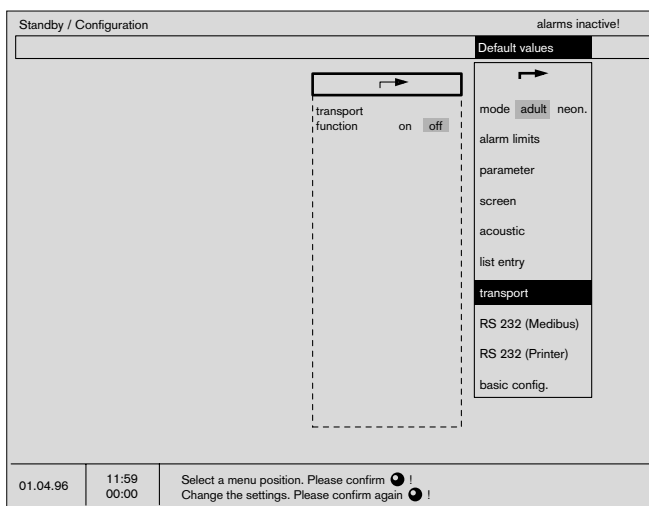 Standby / Configuration
alarms inactive!
Default values
transport
function on off
mode adult neon.
alarm limits
parameter
screen
acoustic
list entry
transport
RS 232 (Medibus)
RS 232 (Printer)
basic config.
01.04.96
11:59
00:00
Select a menu position. Please confirm !
Change the settings. Please confirm again !